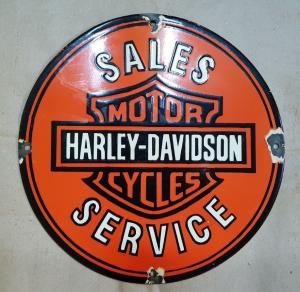 SALES
MOTOR
HARLEY-DAVIDSON
CYCLES
SERVICE